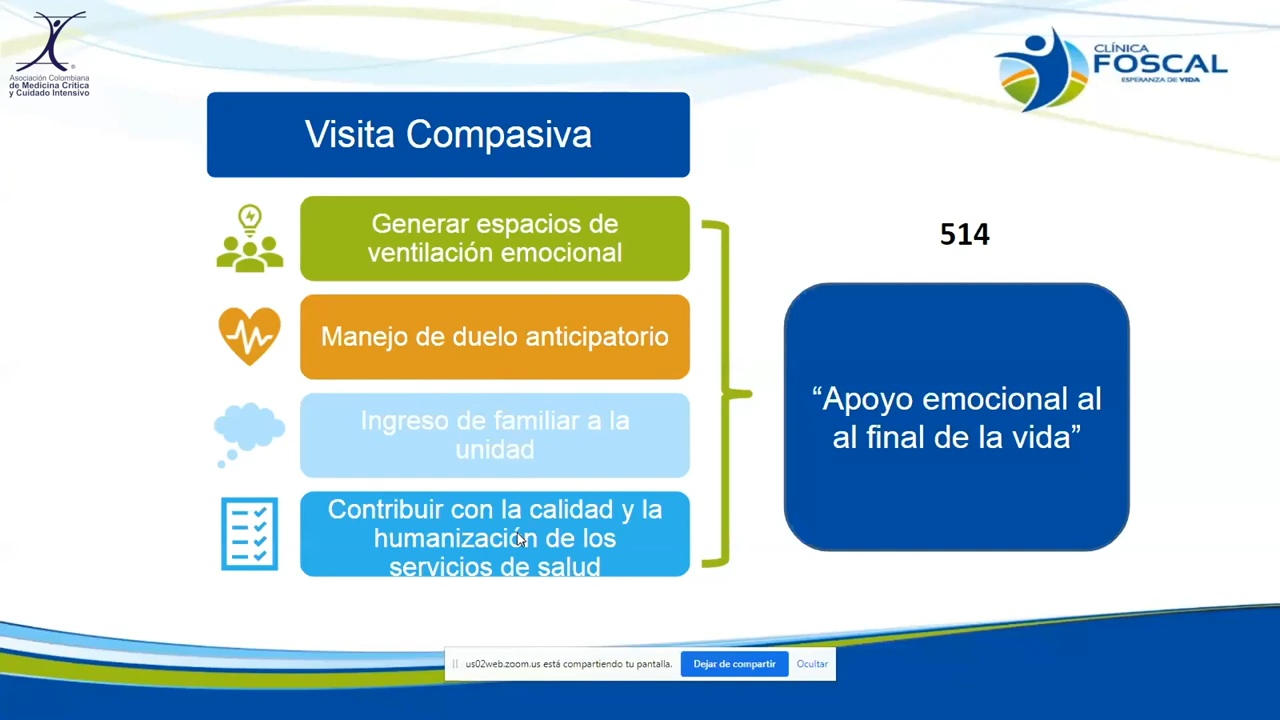 Asociación Colombiana
de Medicina Crítica
y Cuidado Intensivo
CLÍNICA
FOSCAL
ESPERANZA DE VIDA
Visita Compasiva
Generar espacios de
ventilación emocional
Manejo de duelo anticipatorio
Ingreso de familiar a la
unidad
Contribuir con la calidad y la
humanización de los
servicios de salud
514
“Apoyo emocional al
al final de la vida”
us02web.zoom.us está compartiendo tu pantalla.
Dejar de compartir
Ocultar